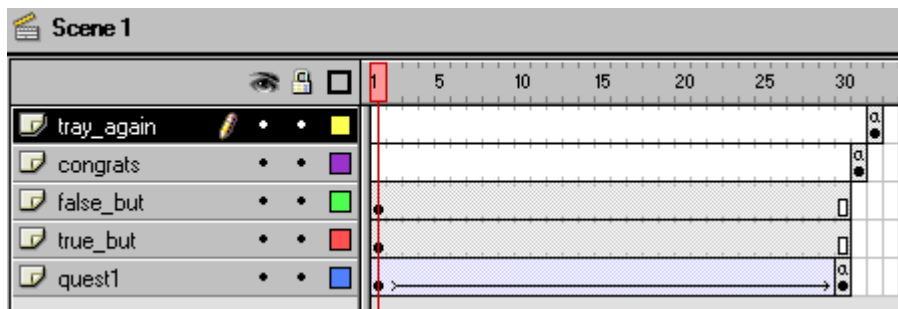 Scene 1
1 5 10 15 20 25 30
tray_again a
congrats a
false_but
true_but
quest1 a